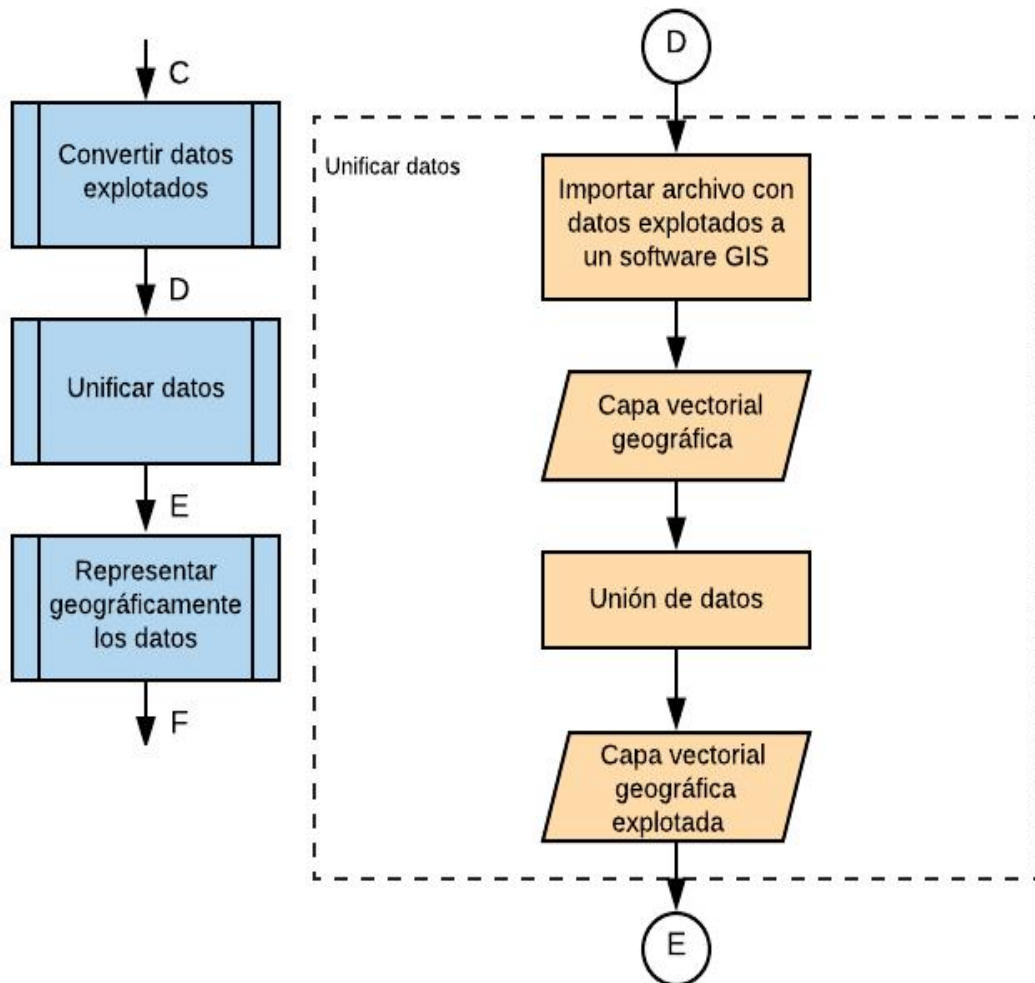 C
Convertir datos
explotados
D
Unificar datos
E
Representar
geográficamente
los datos
F
D
Unificar datos
Importar archivo con
datos explotados a
un software GIS
Capa vectorial
geográfica
Unión de datos
Capa vectorial
geográfica
explotada
E